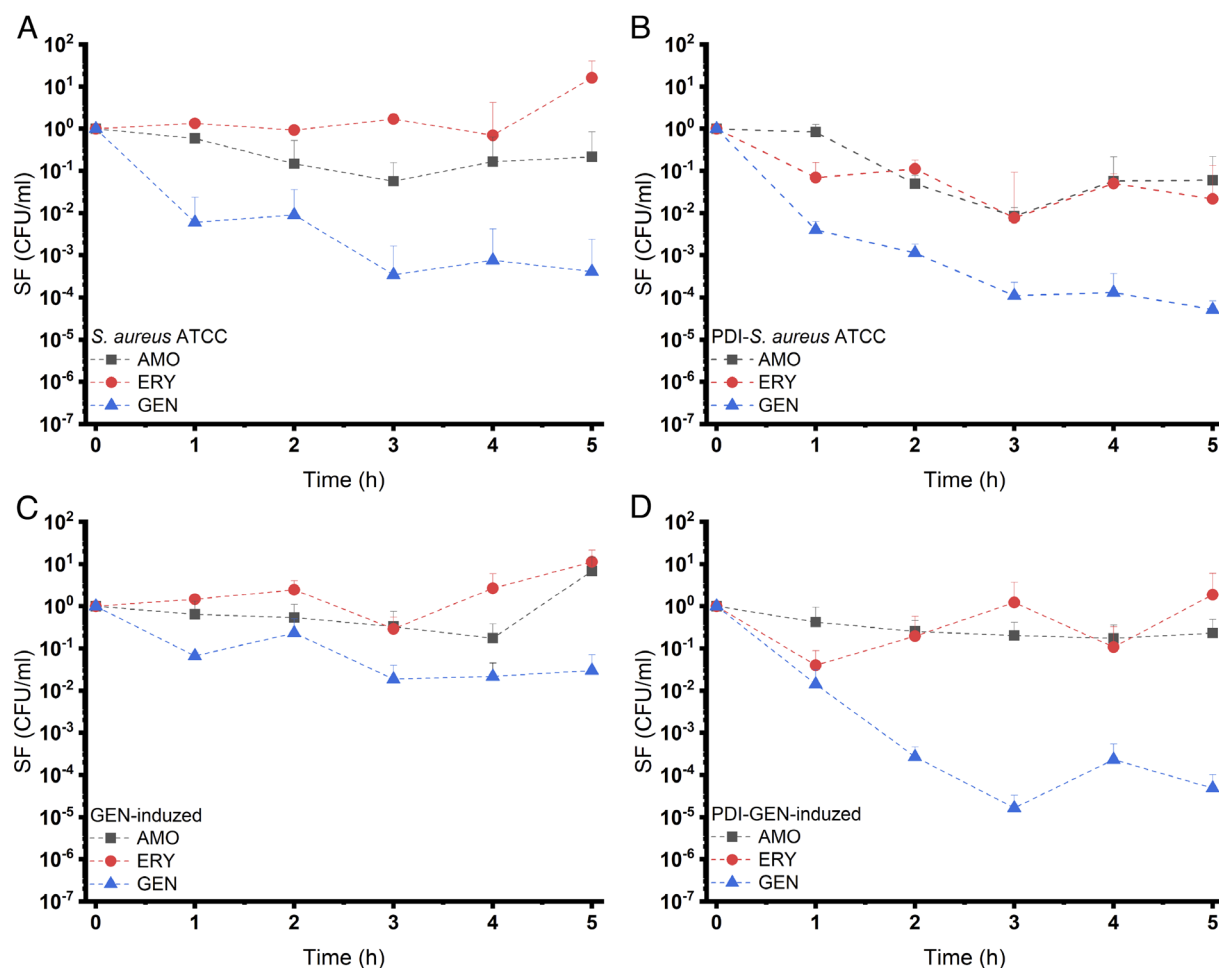 A
10²
10¹
10⁰
10⁻¹
10⁻²
10⁻³
10⁻⁴
10⁻⁵
10⁻⁶
10⁻⁷
SF (CFU/ml)
S. aureus ATCC
AMO
ERY
GEN
0 1 2 3 4 5
Time (h)
B
10²
10¹
10⁰
10⁻¹
10⁻²
10⁻³
10⁻⁴
10⁻⁵
10⁻⁶
10⁻⁷
SF (CFU/ml)
PDI-S. aureus ATCC
AMO
ERY
GEN
0 1 2 3 4 5
Time (h)
C
10²
10¹
10⁰
10⁻¹
10⁻²
10⁻³
10⁻⁴
10⁻⁵
10⁻⁶
10⁻⁷
SF (CFU/ml)
GEN-induzed
AMO
ERY
GEN
0 1 2 3 4 5
Time (h)
D
10²
10¹
10⁰
10⁻¹
10⁻²
10⁻³
10⁻⁴
10⁻⁵
10⁻⁶
10⁻⁷
SF (CFU/ml)
PDI-GEN-induzed
AMO
ERY
GEN
0 1 2 3 4 5
Time (h)